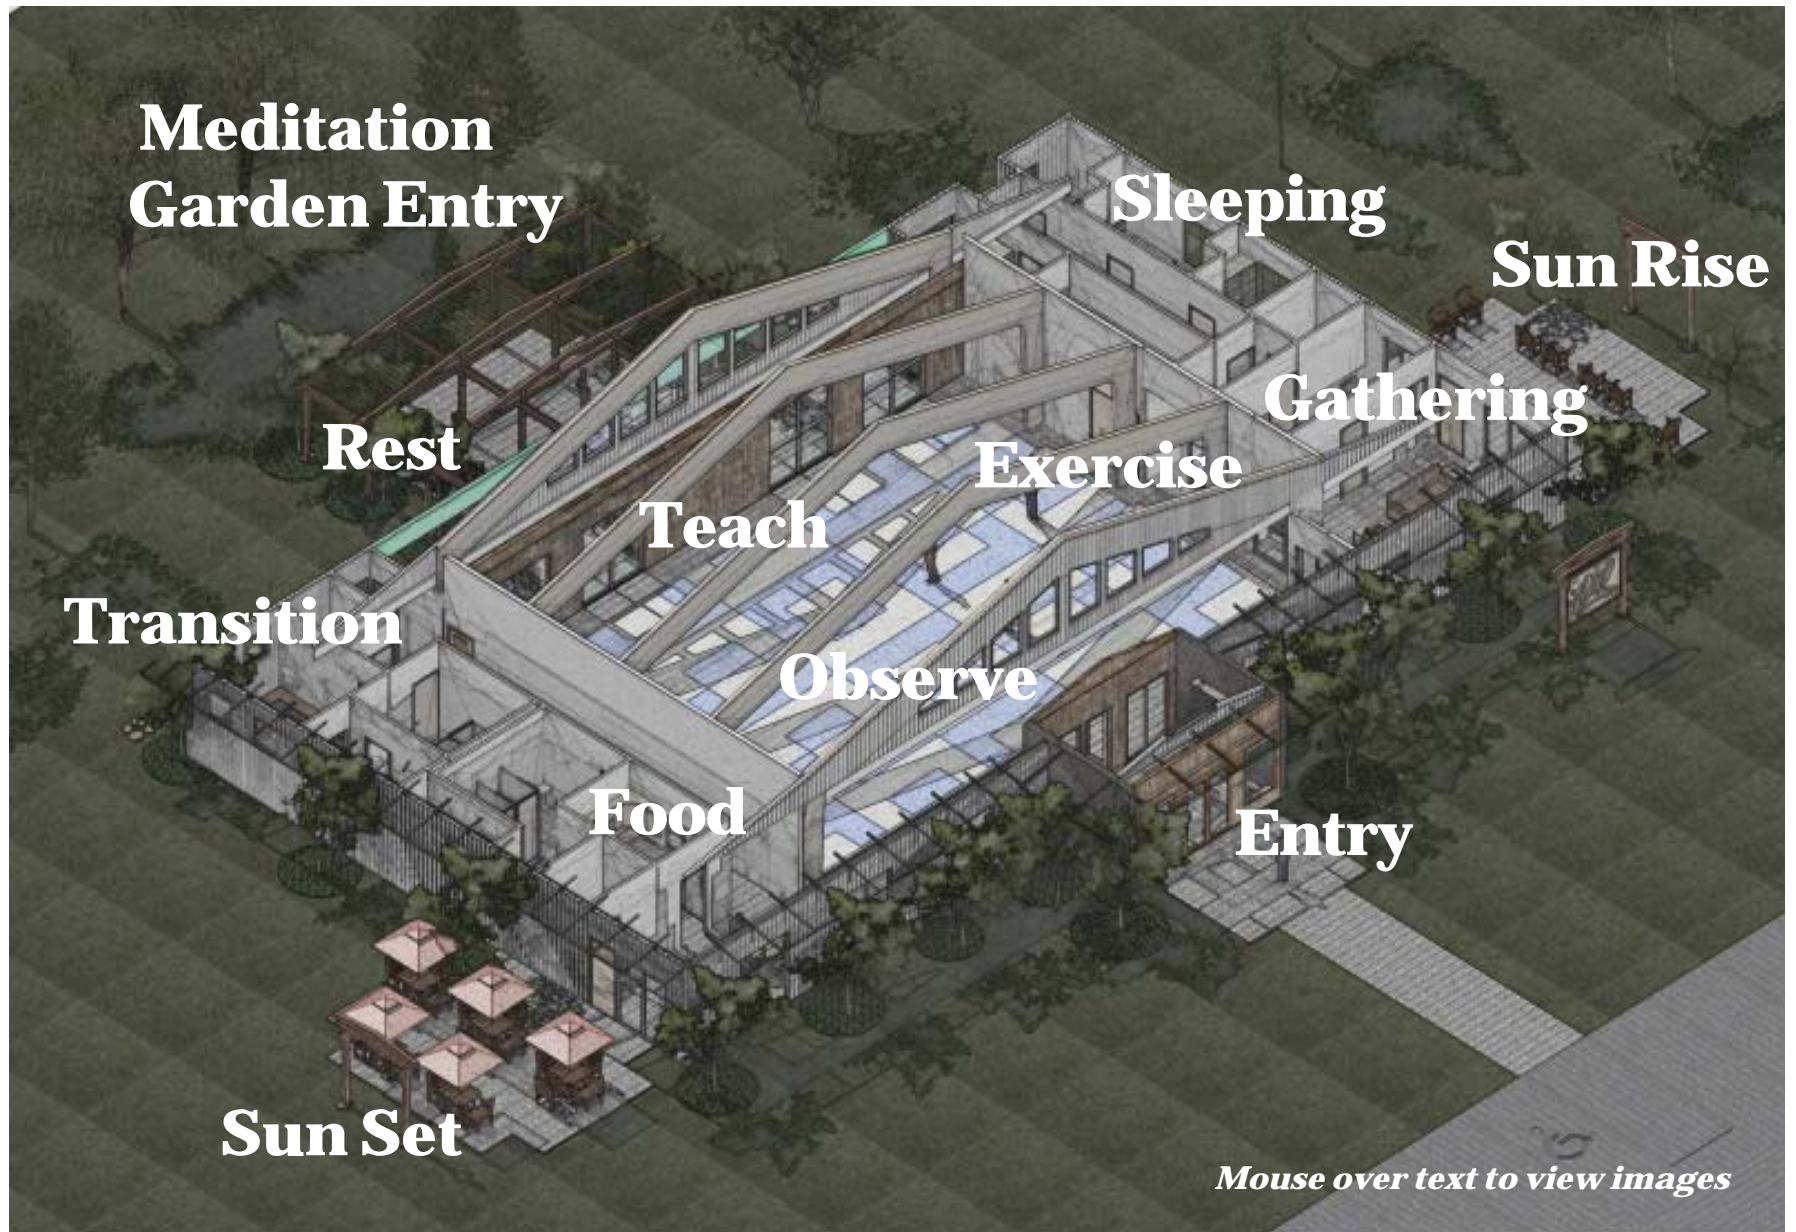 Meditation
Garden Entry
Sleeping
Sun Rise
Gathering
Rest
Exercise
Teach
Transition
Observe
Food
Entry
Sun Set
Mouse over text to view images